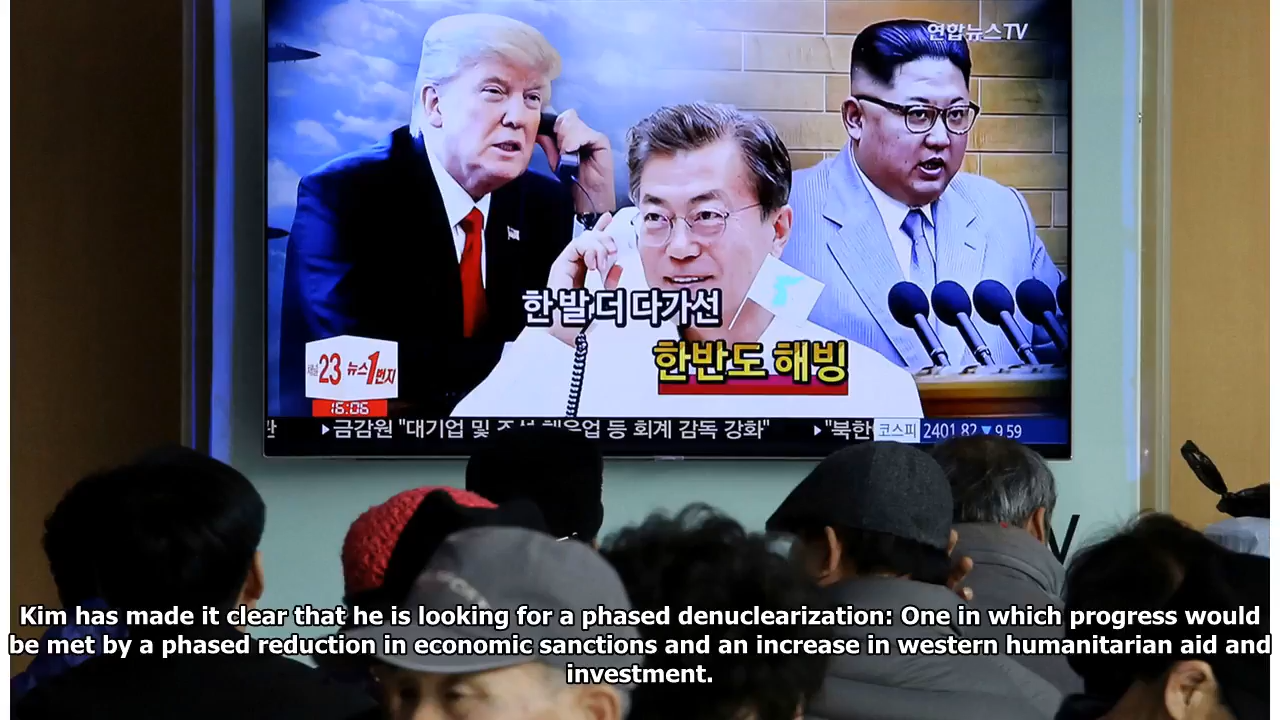 연합뉴스TV
한 발 더 다가선
한반도 해빙
23 뉴스1번지
16:06
▶금감원 "대기업 및 조선 해운업 등 회계 감독 강화" ▶"북한 코스피 2401.82 ▼ 9.59
Kim has made it clear that he is looking for a phased denuclearization: One in which progress would
be met by a phased reduction in economic sanctions and an increase in western humanitarian aid and
investment.